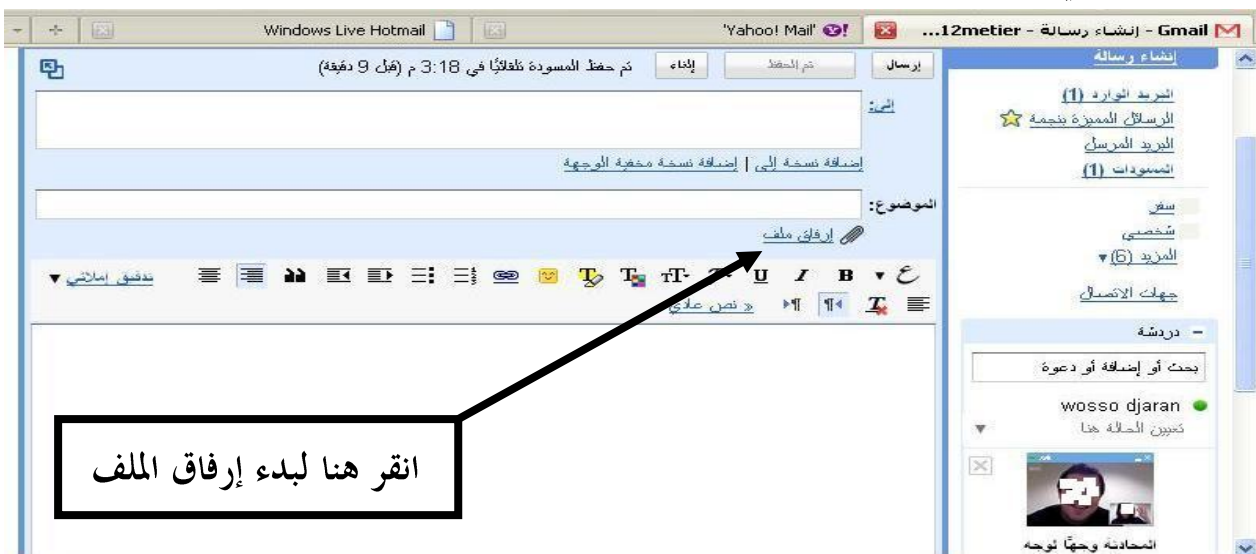 Gmail - إنشاء رسالة - 12metier...
'Yahoo! Mail'
Windows Live Hotmail
إنشاء رسالة
البريد الوارد (1)
الرسائل المميزة بنجمة
البريد المرسل
المسودات (1)
سفر
شخصي
المزيد (6)▼
جهات الاتصال
– دردشة
بحث أو إضافة أو دعوة
wosso djaran
تعيين الحالة هنا
المحادثة وجهًا لوجه
إرسال
تم الحفظ
إلغاء
تم حفظ المسودة تلقائيًا في 3:18 م (قبل 9 دقيقة)
إلى:
إضافة نسخة إلى | إضافة نسخة مخفية الوجهة
الموضوع:
إرفاق ملف
تدقيق إملائي ▼
« نص عادي
انقر هنا لبدء إرفاق الملف